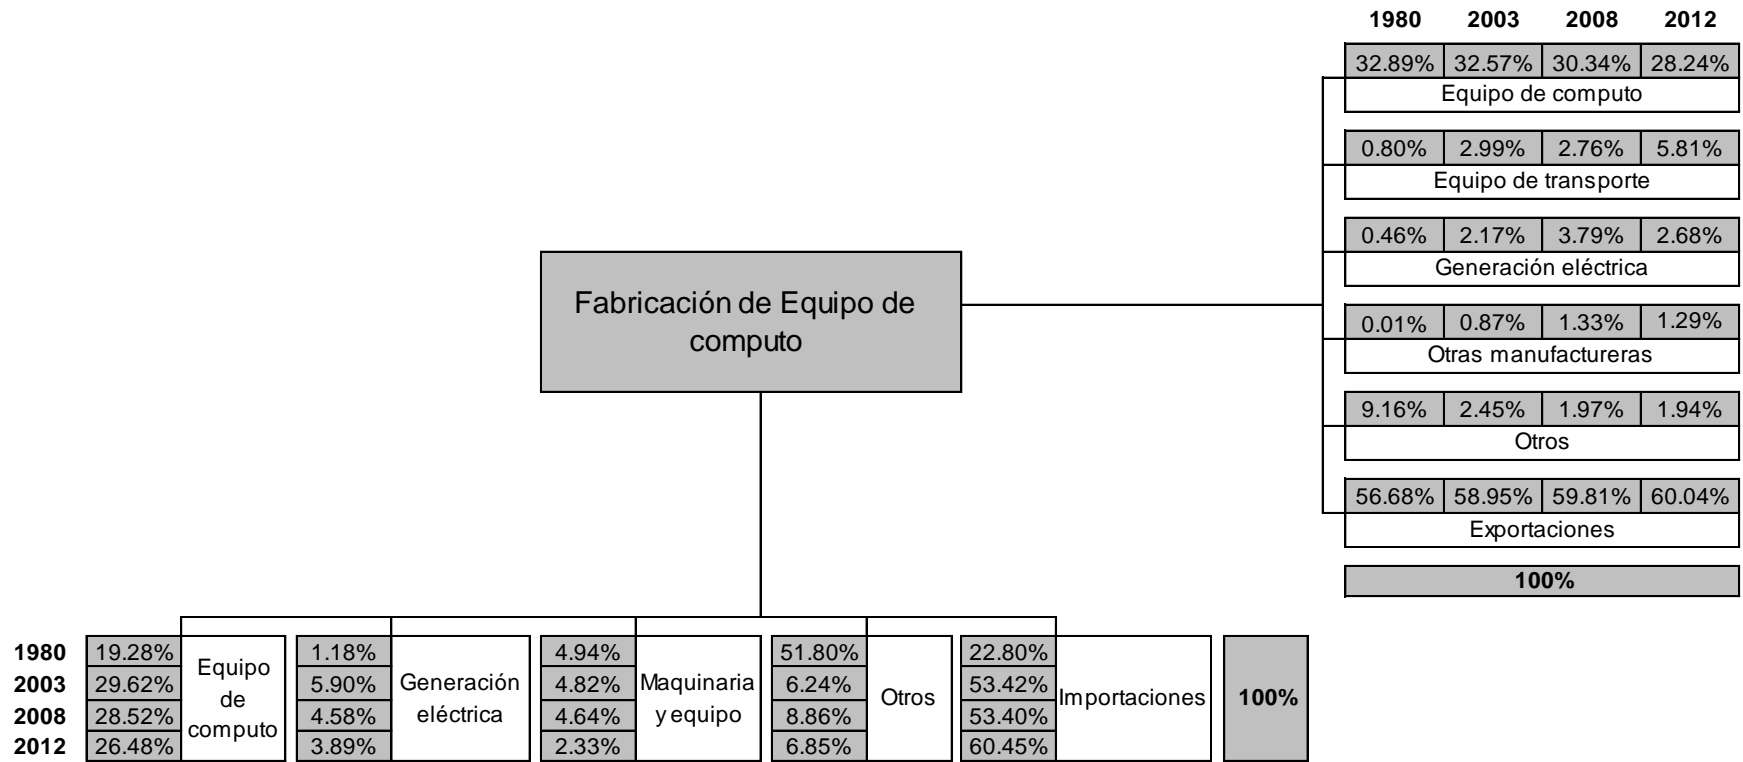 1980 2003 2008 2012
32.89% 32.57% 30.34% 28.24%
Equipo de computo
0.80% 2.99% 2.76% 5.81%
Equipo de transporte
0.46% 2.17% 3.79% 2.68%
Generación eléctrica
0.01% 0.87% 1.33% 1.29%
Otras manufactureras
9.16% 2.45% 1.97% 1.94%
Otros
56.68% 58.95% 59.81% 60.04%
Exportaciones
100%
Fabricación de Equipo de
computo
1980 19.28% 1.18% 4.94% 51.80% 22.80%
2003 29.62% 5.90% 4.82% 6.24% 53.42%
2008 28.52% 4.58% 4.64% 8.86% 53.40%
2012 26.48% 3.89% 2.33% 6.85% 60.45%
Equipo
de
computo
Generación
eléctrica
Maquinaria
y equipo
Otros
Importaciones
100%